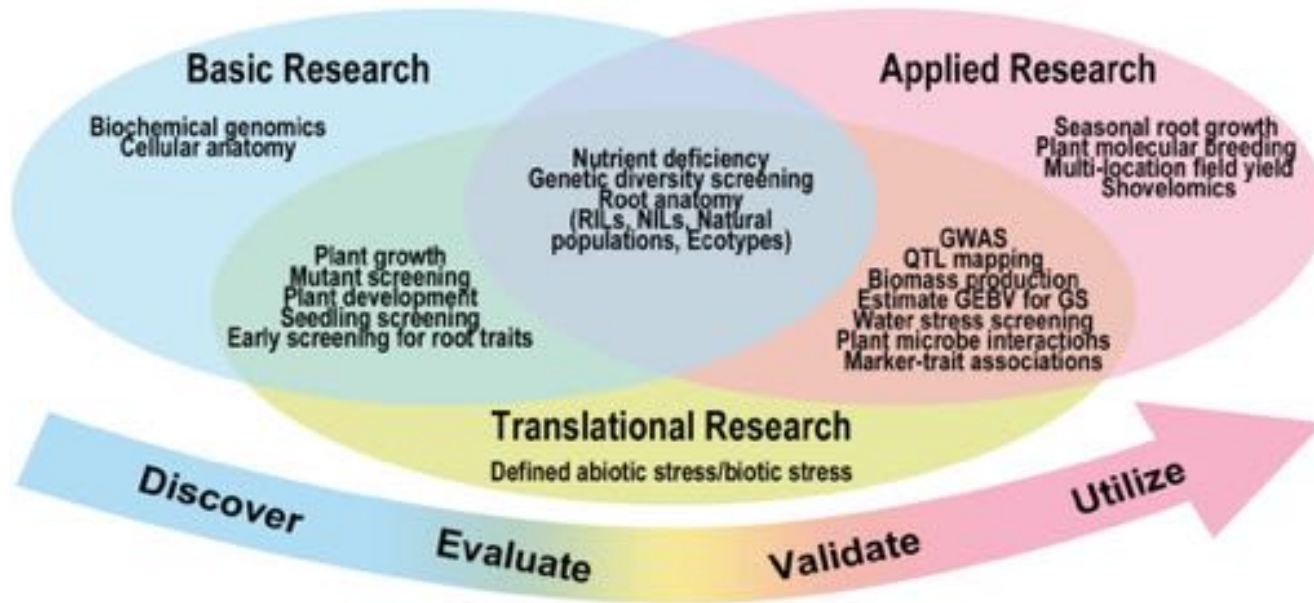 Basic Research
Biochemical genomics
Cellular anatomy
Applied Research
Seasonal root growth
Plant molecular breeding
Multi-location field yield
Shovelomics
Nutrient deficiency
Genetic diversity screening
Root anatomy
(RILs, NILs, Natural
populations, Ecotypes)
Plant growth
Mutant screening
Plant development
Seedling screening
Early screening for root traits
GWAS
QTL mapping
Biomass production
Estimate GEBV for GS
Water stress screening
Plant microbe interactions
Marker-trait associations
Translational Research
Defined abiotic stress/biotic stress
Discover
Evaluate
Validate
Utilize